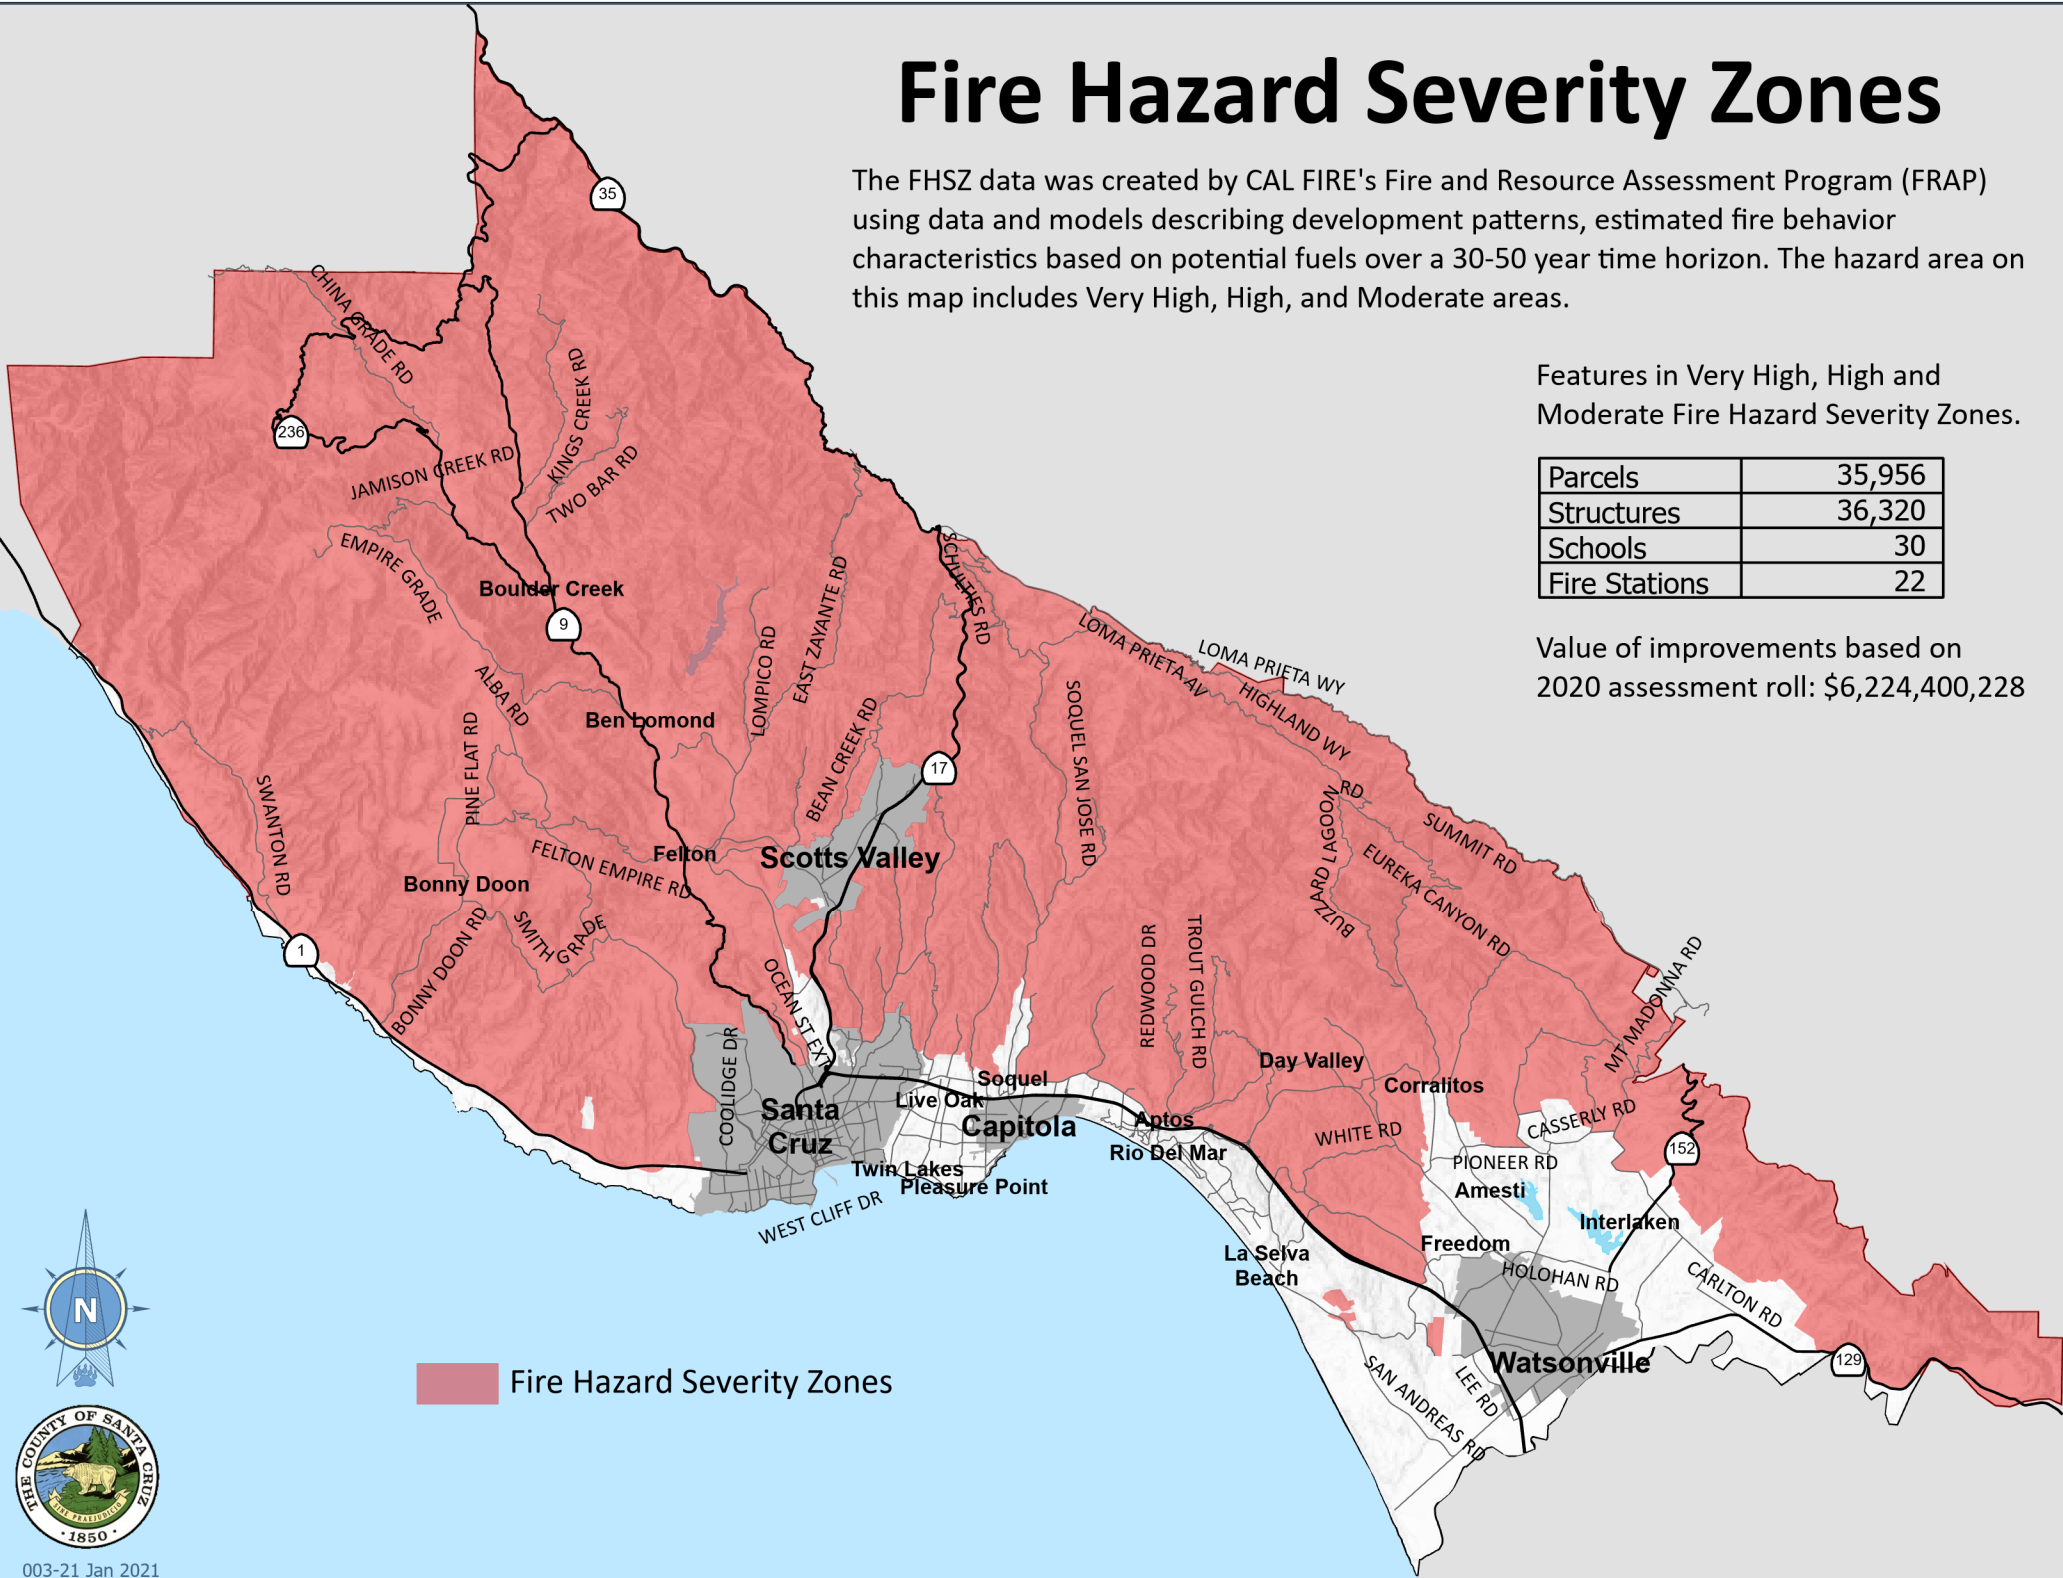 Fire Hazard Severity Zones
The FHSZ data was created by CAL FIRE's Fire and Resource Assessment Program (FRAP)
using data and models describing development patterns, estimated fire behavior
characteristics based on potential fuels over a 30-50 year time horizon. The hazard area on
this map includes Very High, High, and Moderate areas.
Features in Very High, High and
Moderate Fire Hazard Severity Zones.
Parcels 35,956
Structures 36,320
Schools 30
Fire Stations 22
Value of improvements based on
2020 assessment roll: $6,224,400,228
35
CHINA GRADE RD
236
KINGS CREEK RD
JAMISON CREEK RD
TWO BAR RD
EMPIRE GRADE
Boulder Creek
9
SCHULTIES RD
EAST ZAYANTE RD
LOMPICO RD
LOMA PRIETA AV
LOMA PRIETA WY
HIGHLAND WY
ALBA RD
Ben Lomond
PINE FLAT RD
BEAN CREEK RD
SOQUEL SAN JOSE RD
17
SWANTON RD
BUZZARD LAGOON
RD
SUMMIT RD
FELTON EMPIRE RD
Felton
Scotts Valley
EUREKA CANYON RD
Bonny Doon
BONNY DOON RD
SMITH
GRADE
1
OCEAN ST EXT
REDWOOD DR
TROUT GULCH RD
MT MADONNA RD
COOLIDGE DR
Day Valley
Soquel
Corralitos
Live Oak
Santa
Cruz
Capitola
Aptos
CASSERLY RD
WHITE RD
Rio Del Mar
152
Twin Lakes
PIONEER RD
Pleasure Point
Amesti
WEST CLIFF DR
Interlaken
Freedom
La Selva
Beach
HOLOHAN RD
CARLTON RD
Watsonville
129
LEE RD
SAN ANDREAS RD
N
Fire Hazard Severity Zones
THE COUNTY OF SANTA CRUZ
SINE PRAEJUDICIO
· 1850 ·
003-21 Jan 2021